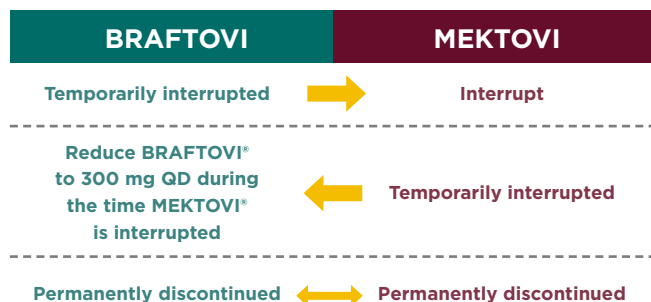 BRAFTOVI MEKTOVI
Temporarily interrupted Interrupt
Reduce BRAFTOVI®
to 300 mg QD during
the time MEKTOVI®
is interrupted
Temporarily interrupted
Permanently discontinued Permanently discontinued